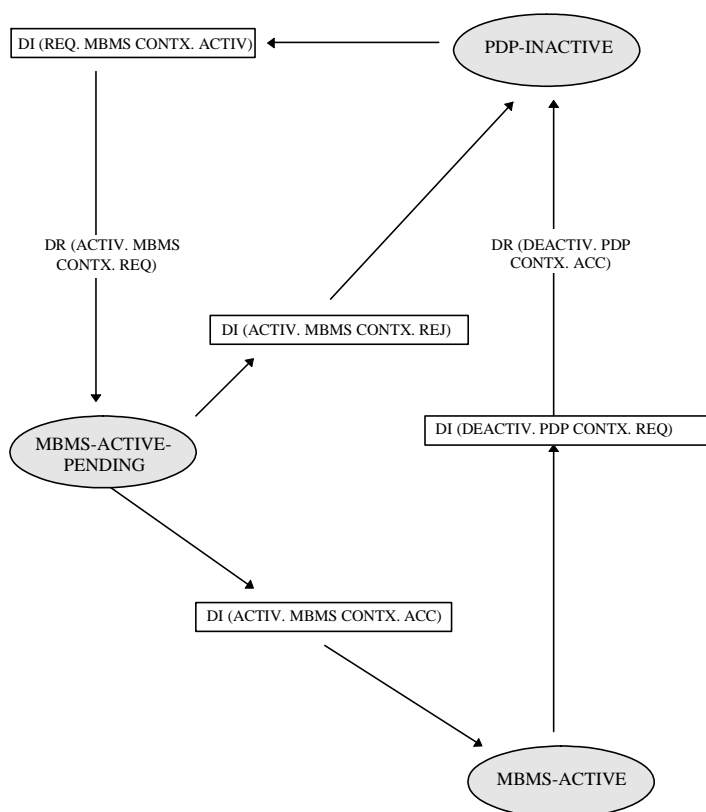 DI (REQ. MBMS CONTX. ACTIV)
PDP-INACTIVE
DR (ACTIV. MBMS
CONTX. REQ)
DR (DEACTIV. PDP
CONTX. ACC)
DI (ACTIV. MBMS CONTX. REJ)
DI (DEACTIV. PDP CONTX. REQ)
MBMS-ACTIVE-
PENDING
DI (ACTIV. MBMS CONTX. ACC)
MBMS-ACTIVE